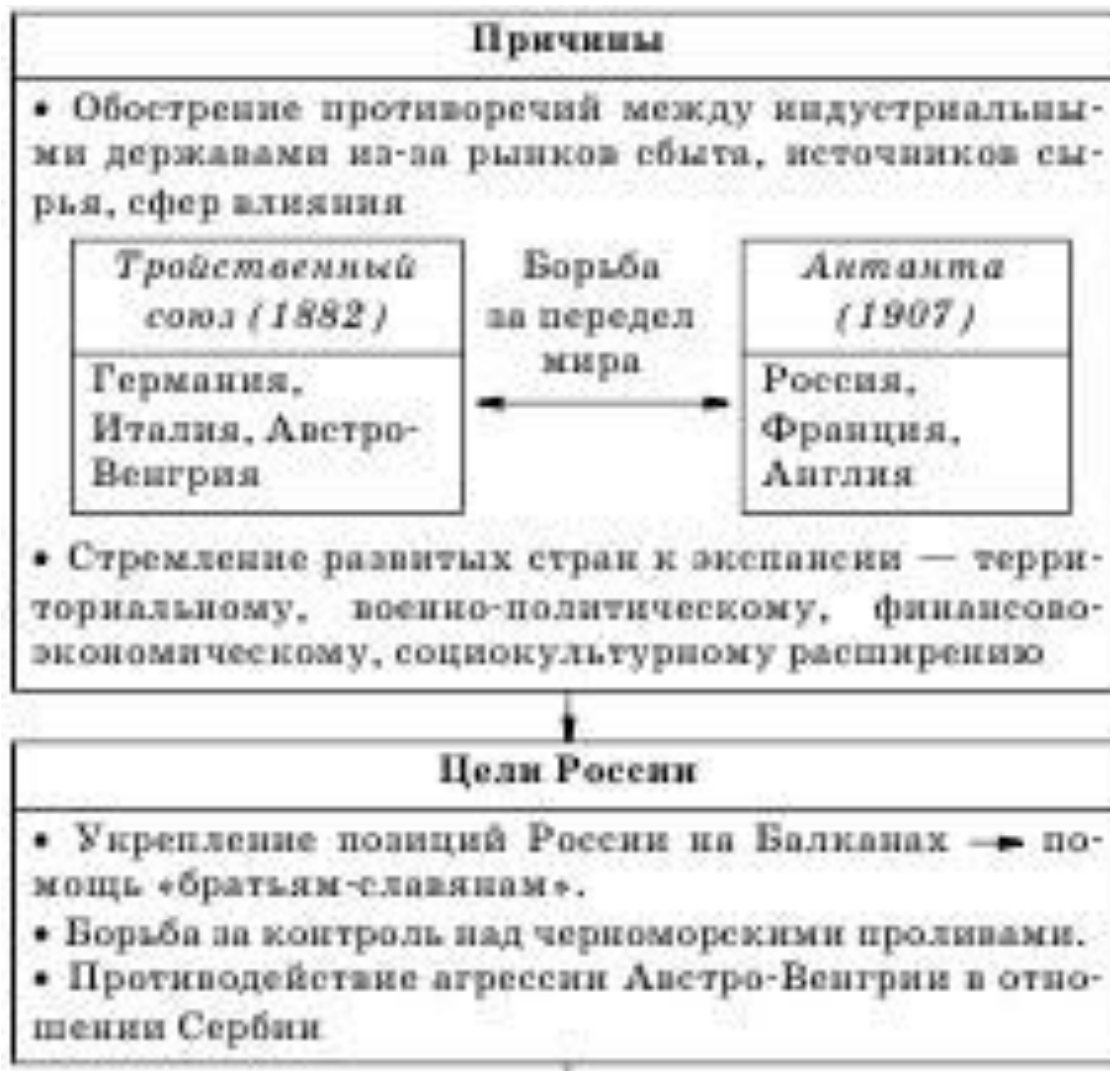 Причины
• Обострение противоречий между индустриальны-
ми державами из-за рынков сбыта, источников сы-
рья, сфер влияния
Тройственный
союз (1882)
Германия,
Италия, Австро-
Венгрия
Борьба
за передел
мира
Антанта
(1907)
Россия,
Франция,
Англия
• Стремление развитых стран к экспансии — терри-
ториальному, военно-политическому, финансово-
экономическому, социокультурному расширению
Цели России
• Укрепление позиций России на Балканах → по-
мощь «братьям-славянам».
• Борьба за контроль над черноморскими проливами.
• Противодействие агрессии Австро-Венгрии в отно-
шении Сербии